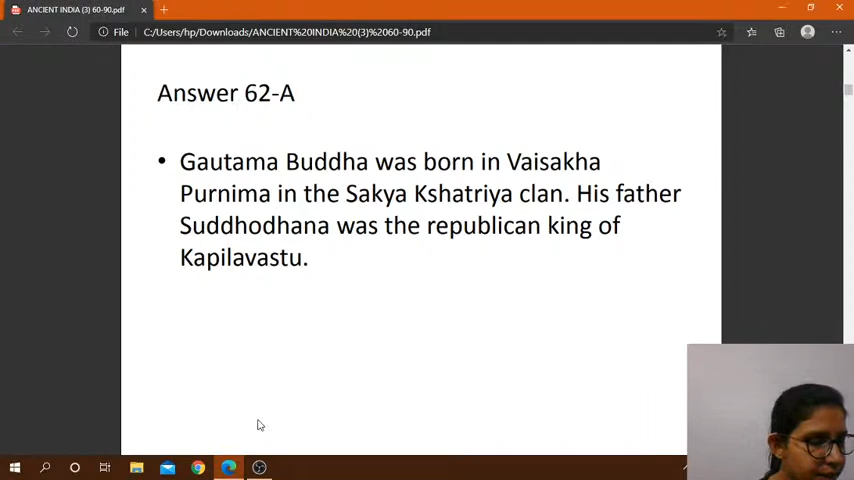 ANCIENT INDIA (3) 60-90.pdf
File
C:/Users/hp/Downloads/ANCIENT%20INDIA%20(3)%2060-90.pdf
Answer 62-A
• Gautama Buddha was born in Vaisakha
Purnima in the Sakya Kshatriya clan. His father
Suddhodhana was the republican king of
Kapilavastu.